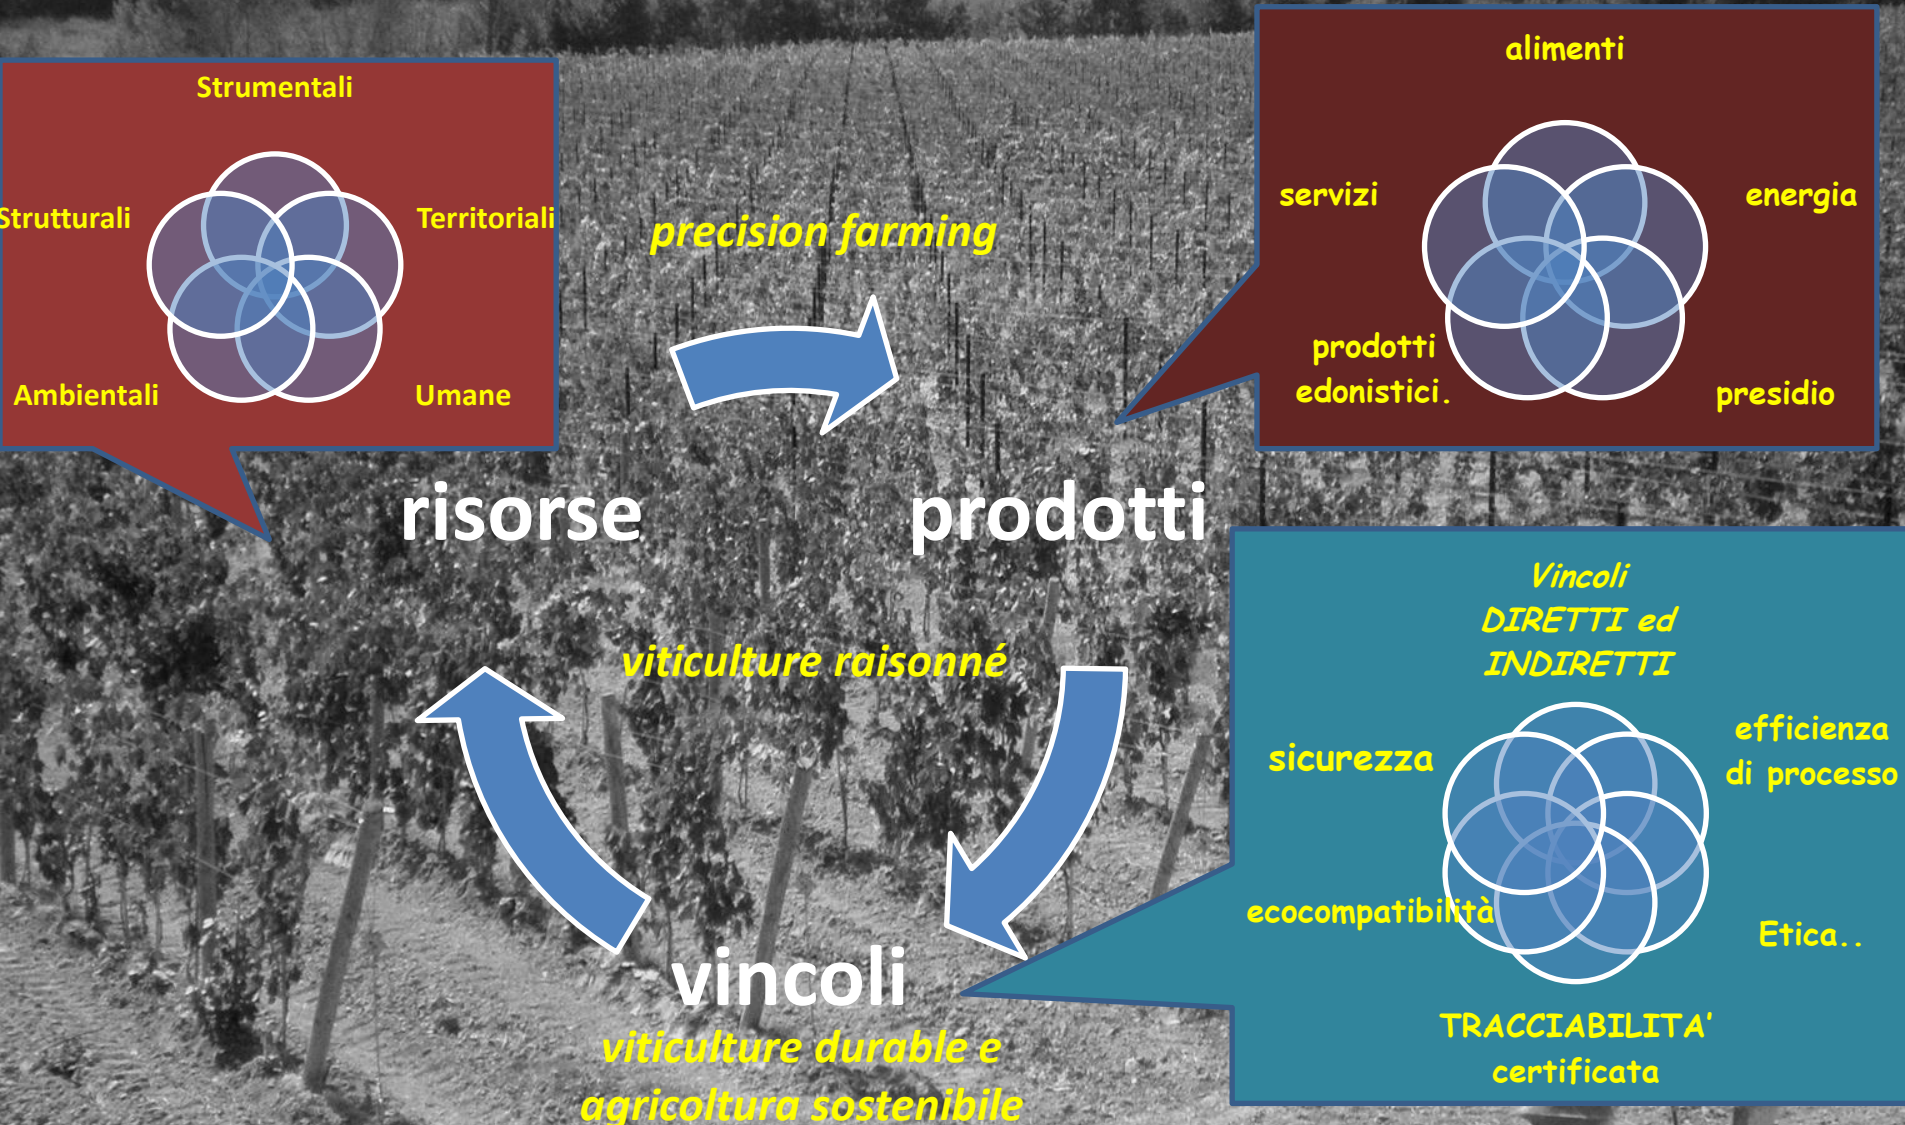 Strumentali
Strutturali
Territoriali
Ambientali
Umane
precision farming
alimenti
servizi
energia
prodotti
edonistici.
presidio
risorse
prodotti
viticulture raisonné
Vincoli
DIRETTI ed
INDIRETTI
sicurezza
efficienza
di processo
ecocompatibilità
Etica..
TRACCIABILITA'
certificata
vincoli
viticulture durable e
agricoltura sostenibile